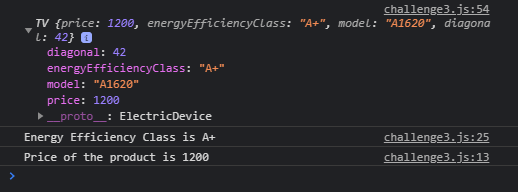 challenge3.js:54
TV {price: 1200, energyEfficiencyClass: "A+", model: "A1620", diagona
l: 42} i
diagonal: 42
energyEfficiencyClass: "A+"
model: "A1620"
price: 1200
__proto__: ElectricDevice
Energy Efficiency Class is A+ challenge3.js:25
Price of the product is 1200 challenge3.js:13